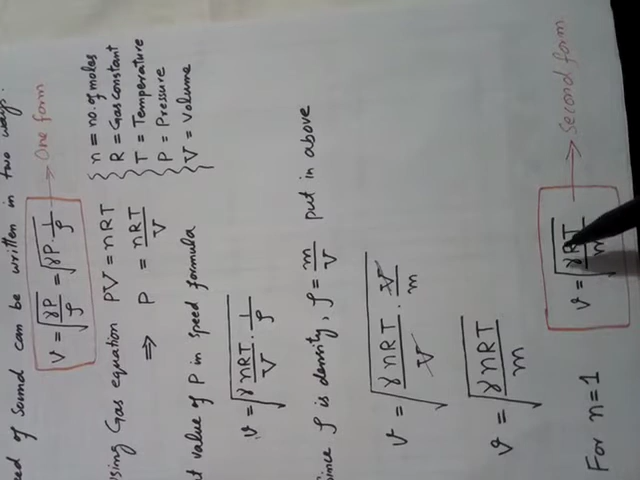 ed of Sound can be written in two ways.
v = √(γP/ρ) = √(γP · 1/ρ) → One form
using Gas equation PV = nRT
⇒ P = nRT/V
n = no. of moles
R = Gas constant
T = Temperature
P = Pressure
V = Volume
t value of P in speed formula
v = √(γnRT/V · 1/ρ)
Since ρ is density, ρ = m/V put in above
v = √(γnRT/V · V/m)
v = √(γnRT/m)
For n=1 v = √(γRT/m) → Second form